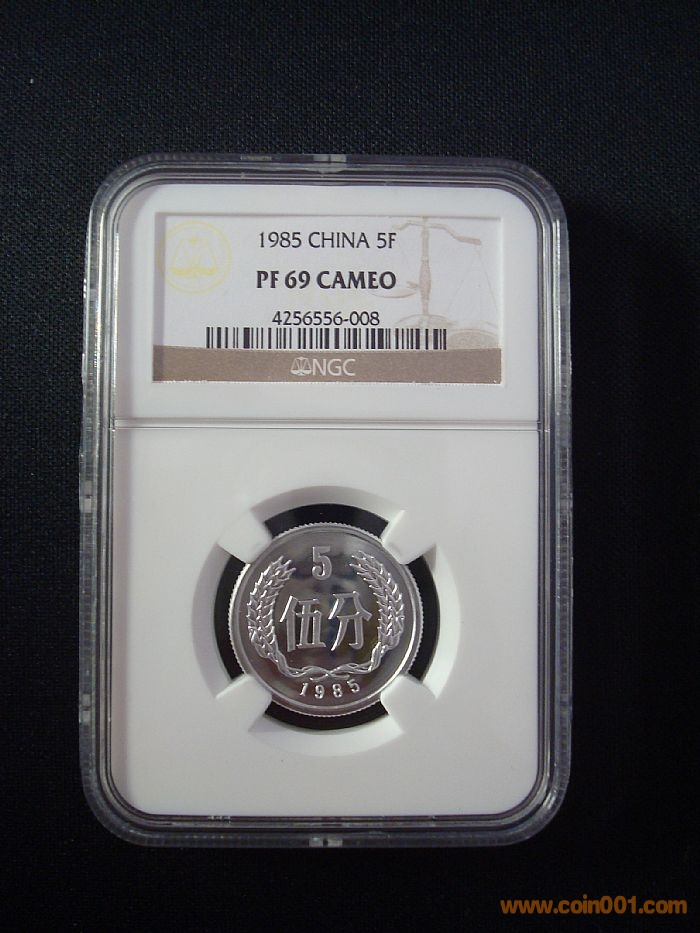 1985 CHINA 5F
PF 69 CAMEO
4256556-008
NGC
5
伍分
1985
www.coin001.com